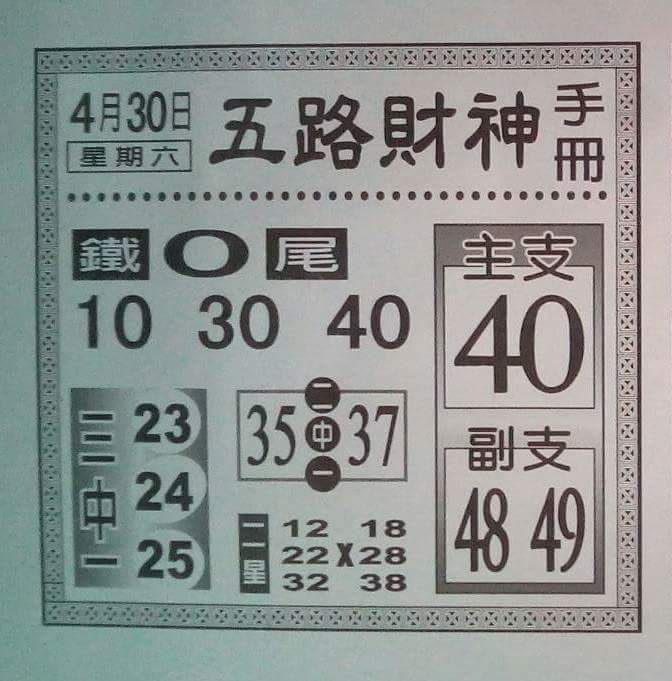 4月30日
星期六
五路財神
手冊
鐵0尾
10 30 40
主支
40
三中一
23
24
25
35 二中一 37
副支
48 49
二星
12 18
22 X 28
32 38